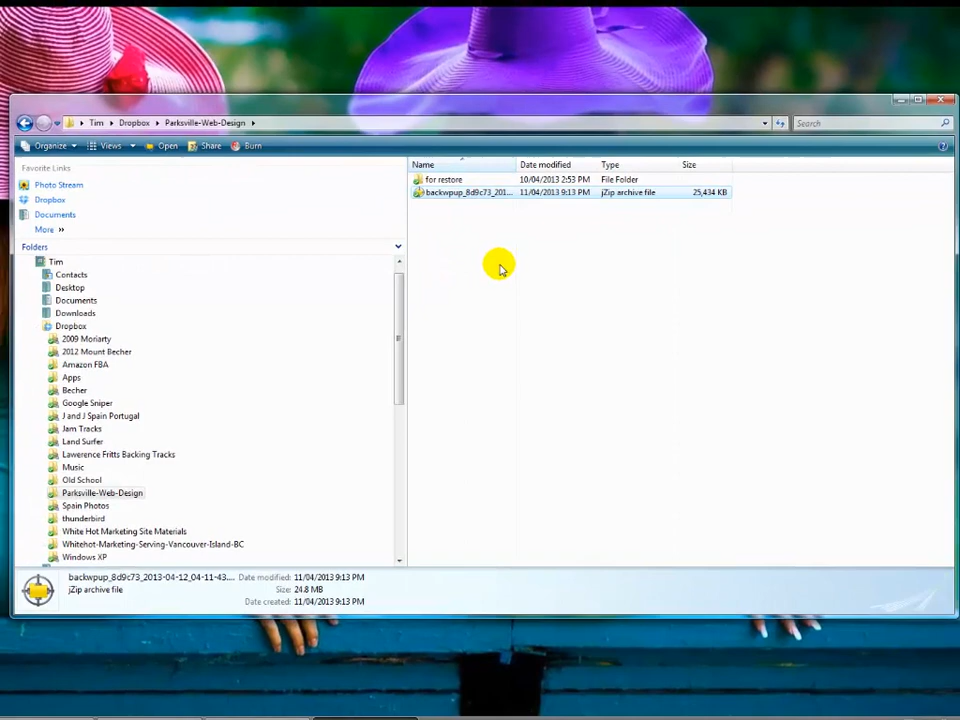 Tim Dropbox Parksville-Web-Design
Search
Organize Views Open Share Burn
Favorite Links
Photo Stream
Dropbox
Documents
More »
Folders
Tim
Contacts
Desktop
Documents
Downloads
Dropbox
2009 Moriarty
2012 Mount Becher
Amazon FBA
Apps
Becher
Google Sniper
J and J Spain Portugal
Jam Tracks
Land Surfer
Lawerence Fritts Backing Tracks
Music
Old School
Parksville-Web-Design
Spain Photos
thunderbird
White Hot Marketing Site Materials
Whitehot-Marketing-Serving-Vancouver-Island-BC
Windows XP
Name Date modified Type Size
for restore 10/04/2013 2:53 PM File Folder
backwpup_8d9c73_201... 11/04/2013 9:13 PM jZip archive file 25,434 KB
backwpup_8d9c73_2013-04-12_04-11-43.... Date modified: 11/04/2013 9:13 PM
jZip archive file Size: 24.8 MB
Date created: 11/04/2013 9:13 PM